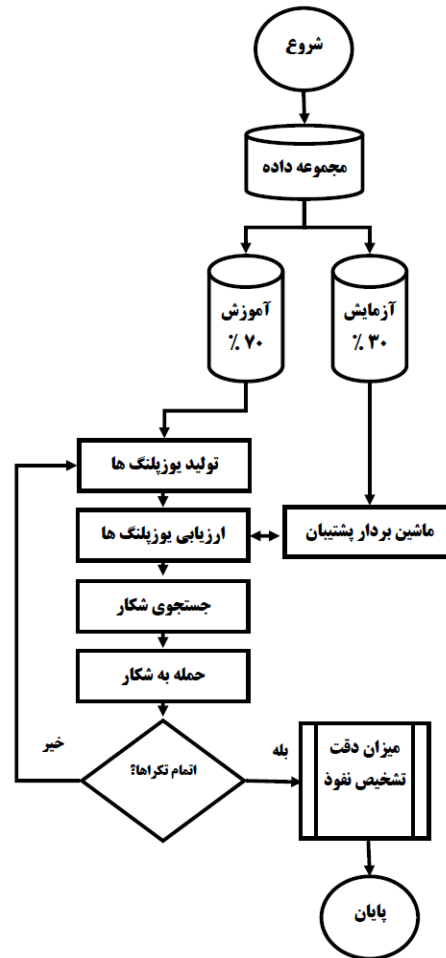 شروع
مجموعه داده
آموزش
۷۰ %
آزمایش
۳۰ %
تولید یوزپلنگ ها
ارزیابی یوزپلنگ ها
ماشین بردار پشتیبان
جستجوی شکار
حمله به شکار
اتمام تکراها؟
خیر
بله
میزان دقت
تشخیص نفوذ
پایان